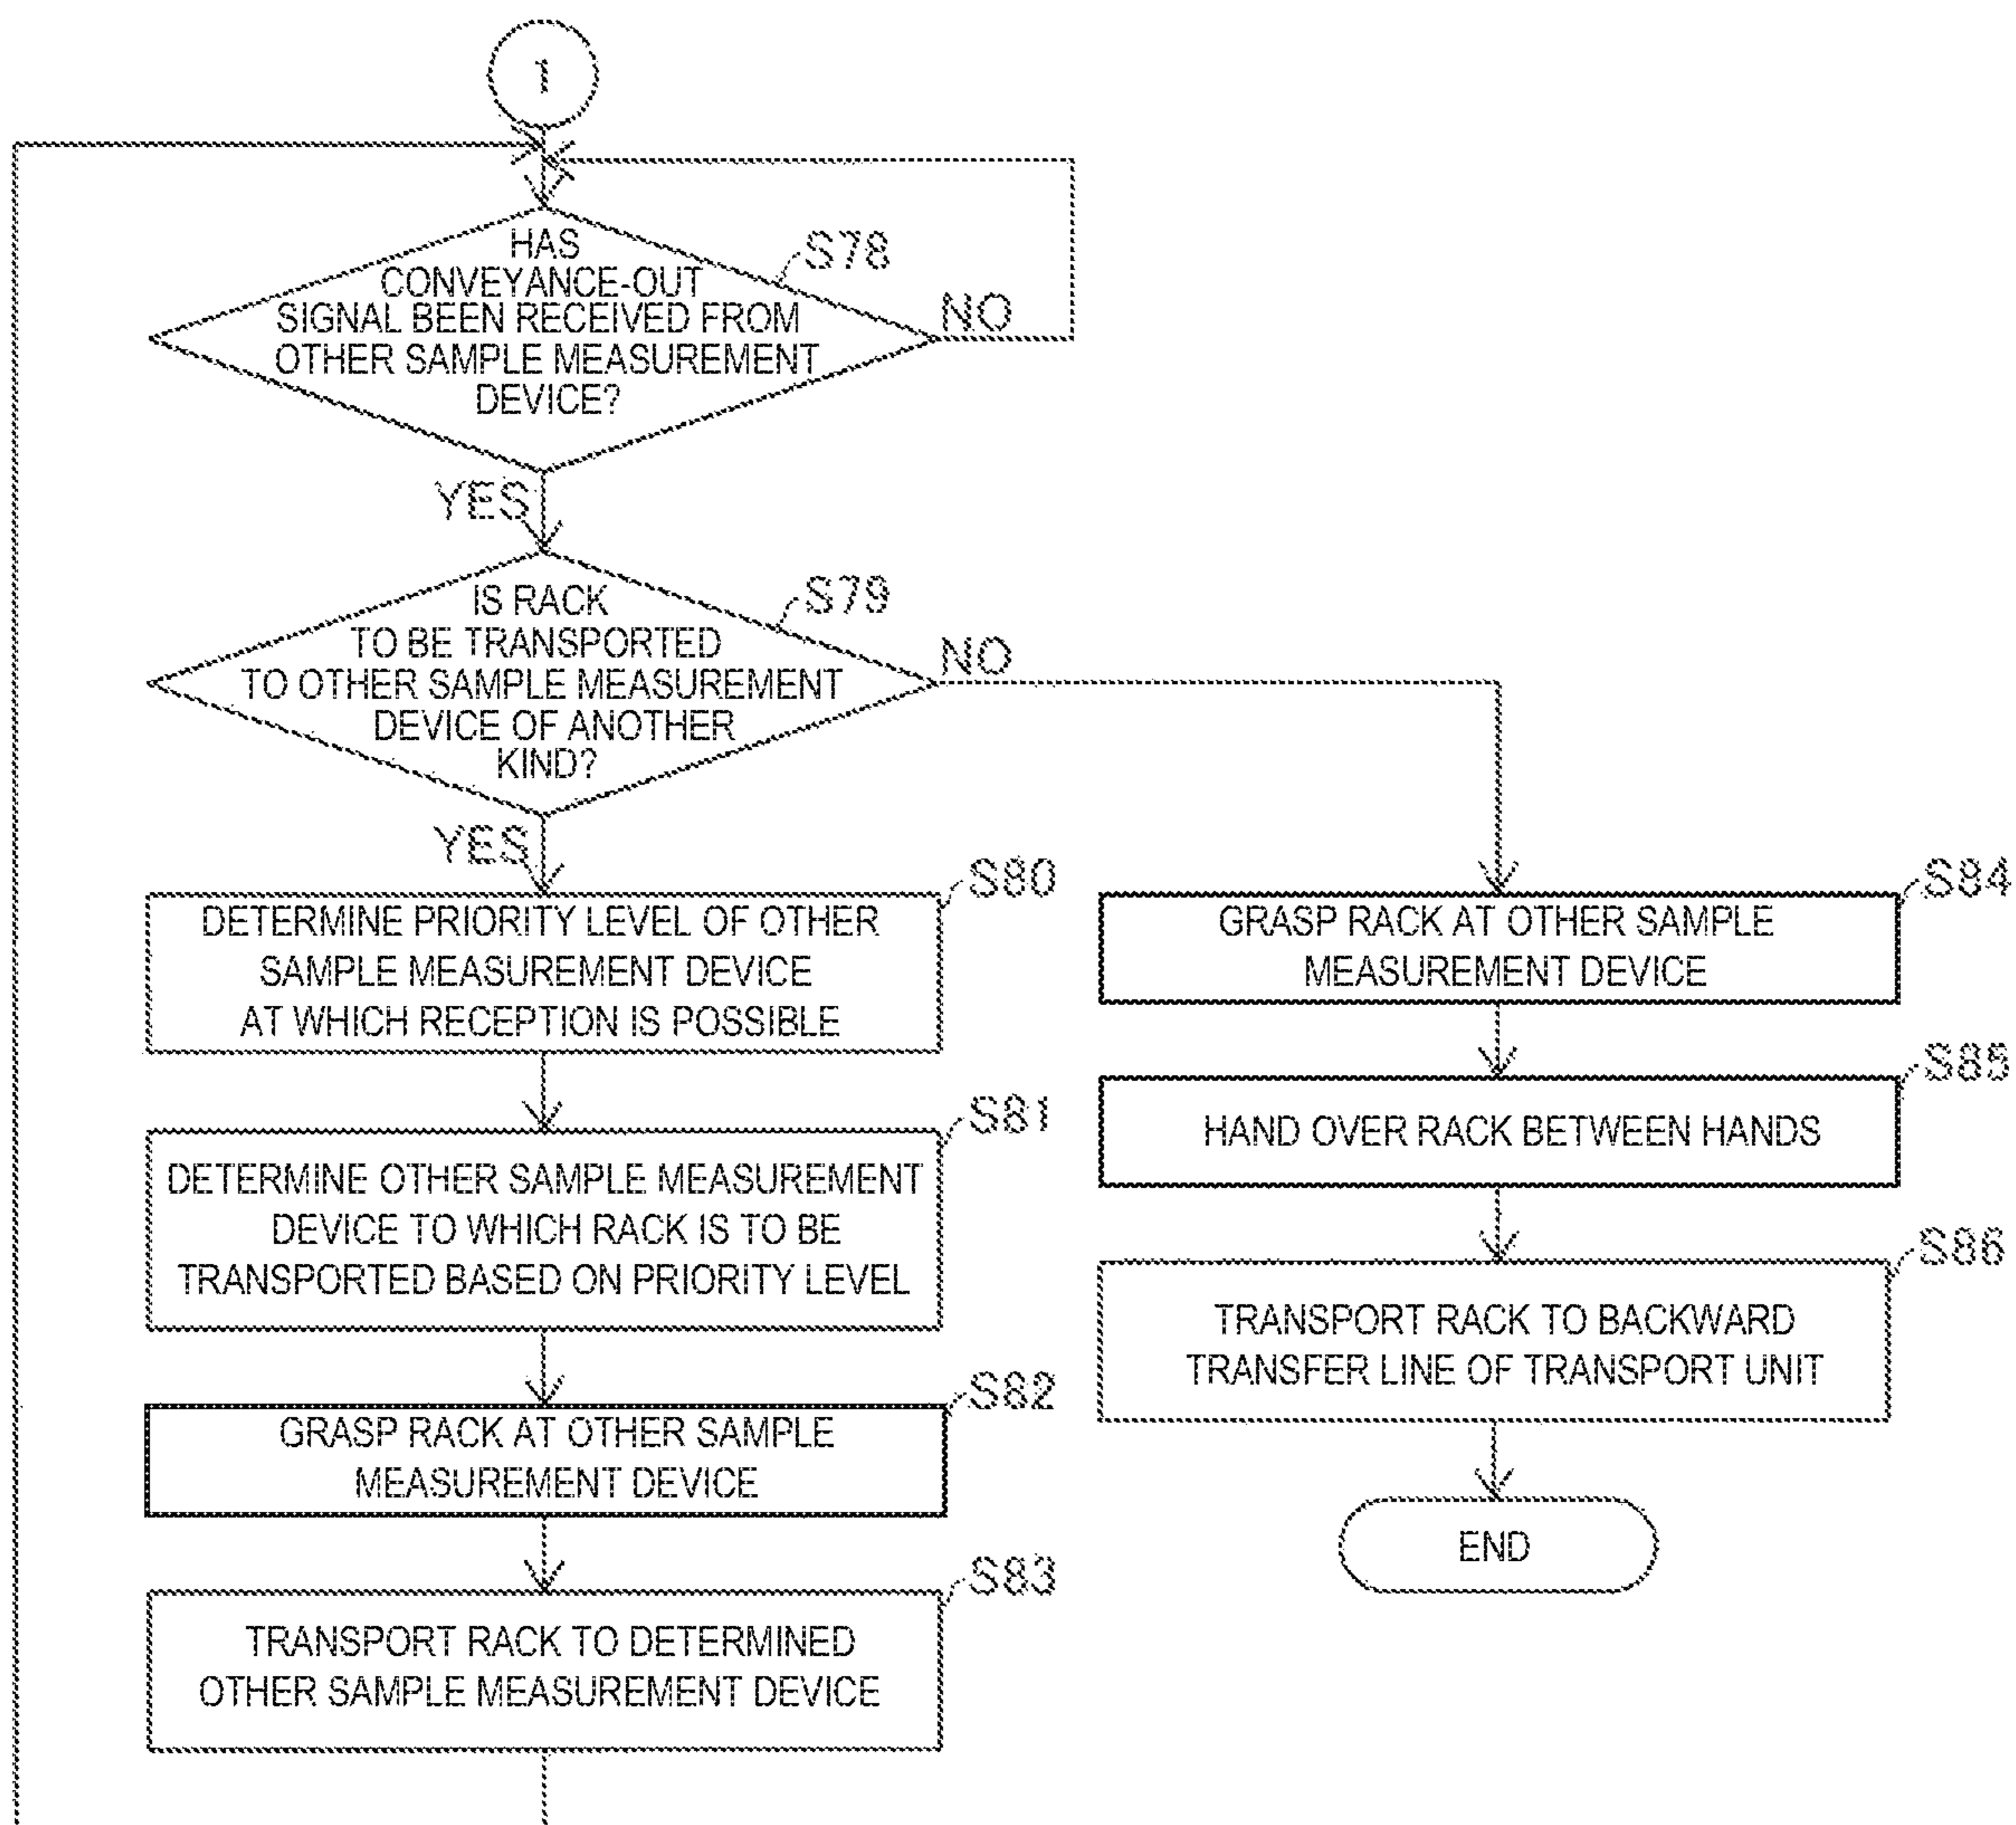 1
HAS
CONVEYANCE-OUT
SIGNAL BEEN RECEIVED FROM
OTHER SAMPLE MEASUREMENT
DEVICE?
S78
NO
YES
IS RACK
TO BE TRANSPORTED
TO OTHER SAMPLE MEASUREMENT
DEVICE OF ANOTHER
KIND?
S79
NO
YES
S80
DETERMINE PRIORITY LEVEL OF OTHER
SAMPLE MEASUREMENT DEVICE
AT WHICH RECEPTION IS POSSIBLE
S81
DETERMINE OTHER SAMPLE MEASUREMENT
DEVICE TO WHICH RACK IS TO BE
TRANSPORTED BASED ON PRIORITY LEVEL
S82
GRASP RACK AT OTHER SAMPLE
MEASUREMENT DEVICE
S83
TRANSPORT RACK TO DETERMINED
OTHER SAMPLE MEASUREMENT DEVICE
S84
GRASP RACK AT OTHER SAMPLE
MEASUREMENT DEVICE
S85
HAND OVER RACK BETWEEN HANDS
S86
TRANSPORT RACK TO BACKWARD
TRANSFER LINE OF TRANSPORT UNIT
END